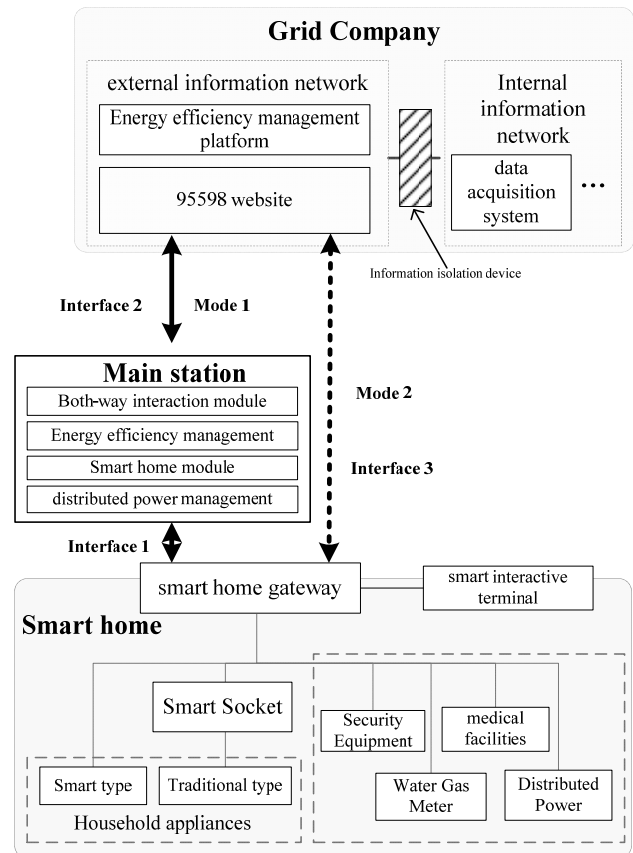 Grid Company
external information network
Energy efficiency management
platform
95598 website
Internal
information
network
data
acquisition
system
...
Information isolation device
Interface 2
Mode 1
Main station
Both-way interaction module
Energy efficiency management
Smart home module
distributed power management
Mode 2
Interface 3
Interface 1
smart home gateway
smart interactive
terminal
Smart home
Smart Socket
Security
Equipment
medical
facilities
Smart type
Traditional type
Water Gas
Meter
Distributed
Power
Household appliances